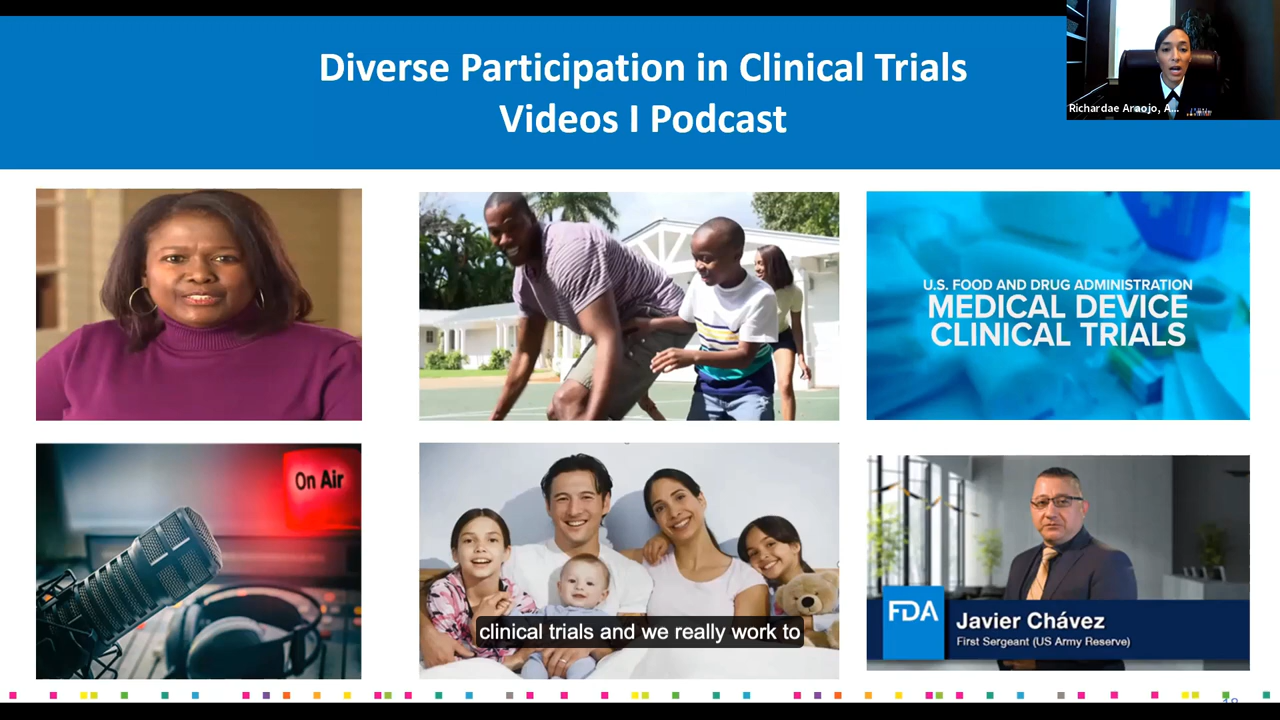 Diverse Participation in Clinical Trials
Videos I Podcast
Richardae Araojo, A...
U.S. FOOD AND DRUG ADMINISTRATION
MEDICAL DEVICE
CLINICAL TRIALS
On Air
clinical trials and we really work to
FDA
Javier Chávez
First Sergeant (US Army Reserve)